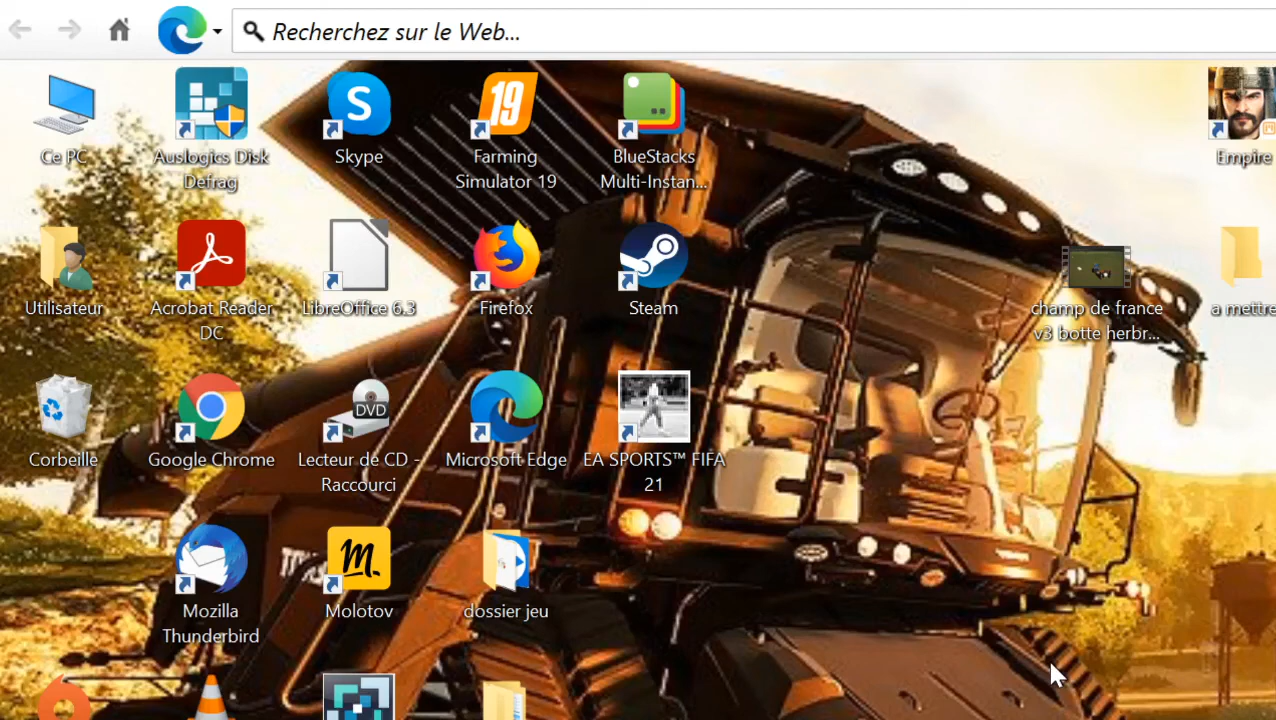 Recherchez sur le Web...
Ce PC
Auslogics Disk
Defrag
Skype
S
Farming
Simulator 19
19
BlueStacks
Multi-Instan...
Empire
Utilisateur
Acrobat Reader
DC
LibreOffice 6.3
Firefox
Steam
champ de france
v3 botte herbr...
a mettre
Corbeille
Google Chrome
DVD
Lecteur de CD -
Raccourci
Microsoft Edge
EA SPORTS™ FIFA
21
Mozilla
Thunderbird
m.
Molotov
dossier jeu